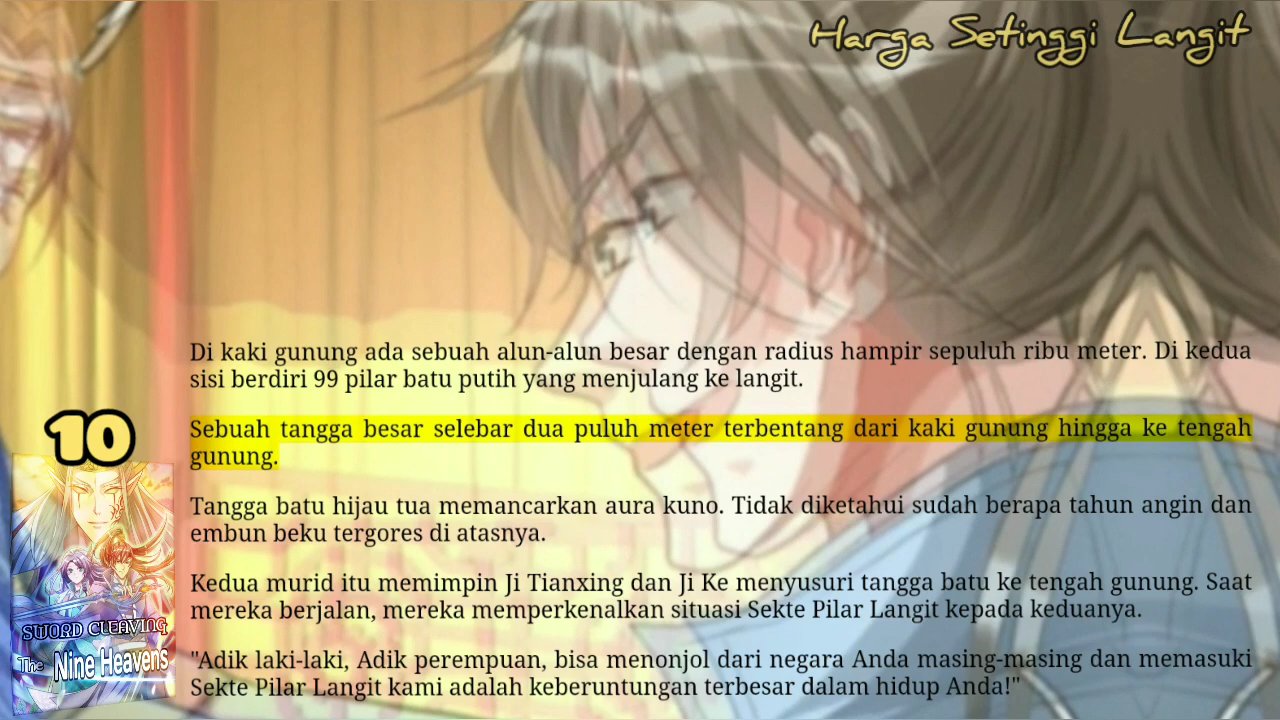 Harga Setinggi Langit
Di kaki gunung ada sebuah alun-alun besar dengan radius hampir sepuluh ribu meter. Di kedua
sisi berdiri 99 pilar batu putih yang menjulang ke langit.
Sebuah tangga besar selebar dua puluh meter terbentang dari kaki gunung hingga ke tengah
gunung.
Tangga batu hijau tua memancarkan aura kuno. Tidak diketahui sudah berapa tahun angin dan
embun beku tergores di atasnya.
Kedua murid itu memimpin Ji Tianxing dan Ji Ke menyusuri tangga batu ke tengah gunung. Saat
mereka berjalan, mereka memperkenalkan situasi Sekte Pilar Langit kepada keduanya.
"Adik laki-laki, Adik perempuan, bisa menonjol dari negara Anda masing-masing dan memasuki
Sekte Pilar Langit kami adalah keberuntungan terbesar dalam hidup Anda!"
10
SWORD CLEAVING
The Nine Heavens